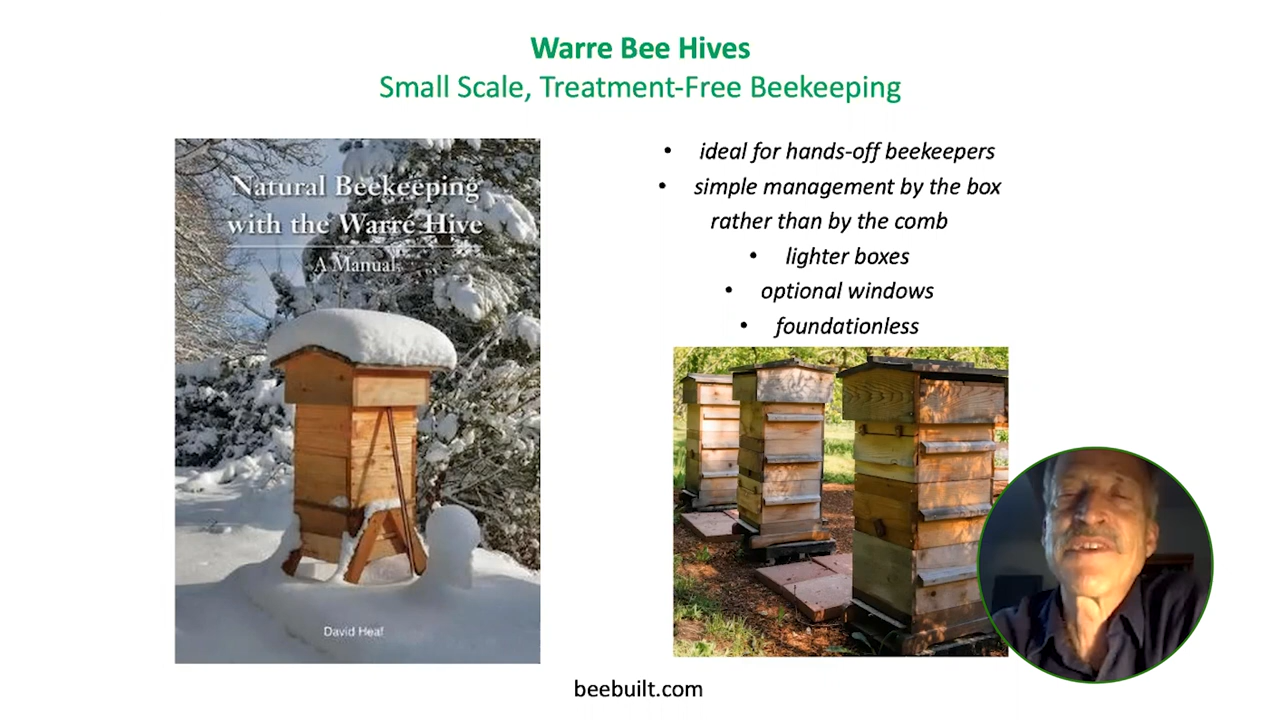 Warre Bee Hives
Small Scale, Treatment-Free Beekeeping
Natural Beekeeping
with the Warré Hive
A Manual
David Heaf
• ideal for hands-off beekeepers
• simple management by the box
rather than by the comb
• lighter boxes
• optional windows
• foundationless
beebuilt.com